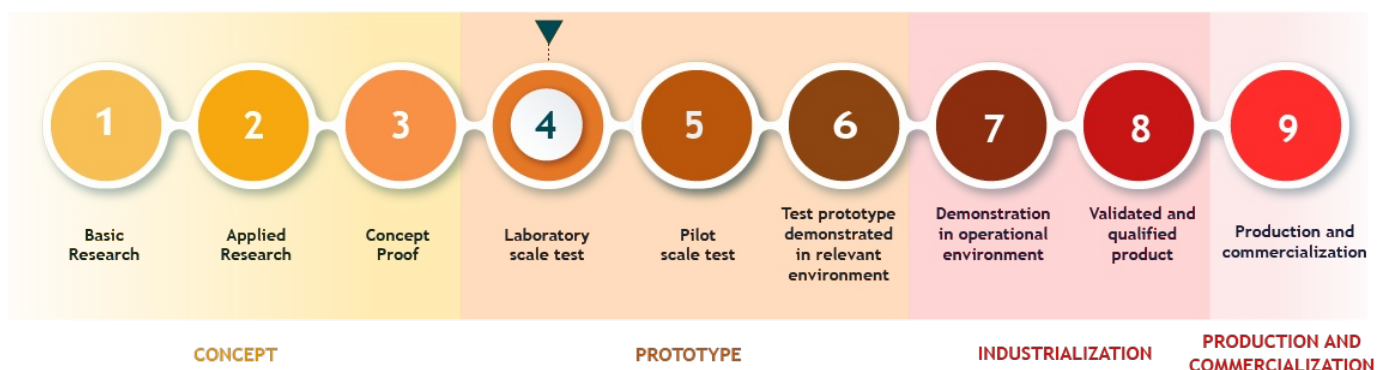 1
2
3
4
5
6
7
8
9
Basic
Research
Applied
Research
Concept
Proof
Laboratory
scale test
Pilot
scale test
Test prototype
demonstrated
in relevant
environment
Demonstration
in operational
environment
Validated and
qualified
product
Production and
commercialization
CONCEPT
PROTOTYPE
INDUSTRIALIZATION
PRODUCTION AND
COMMERCIALIZATION